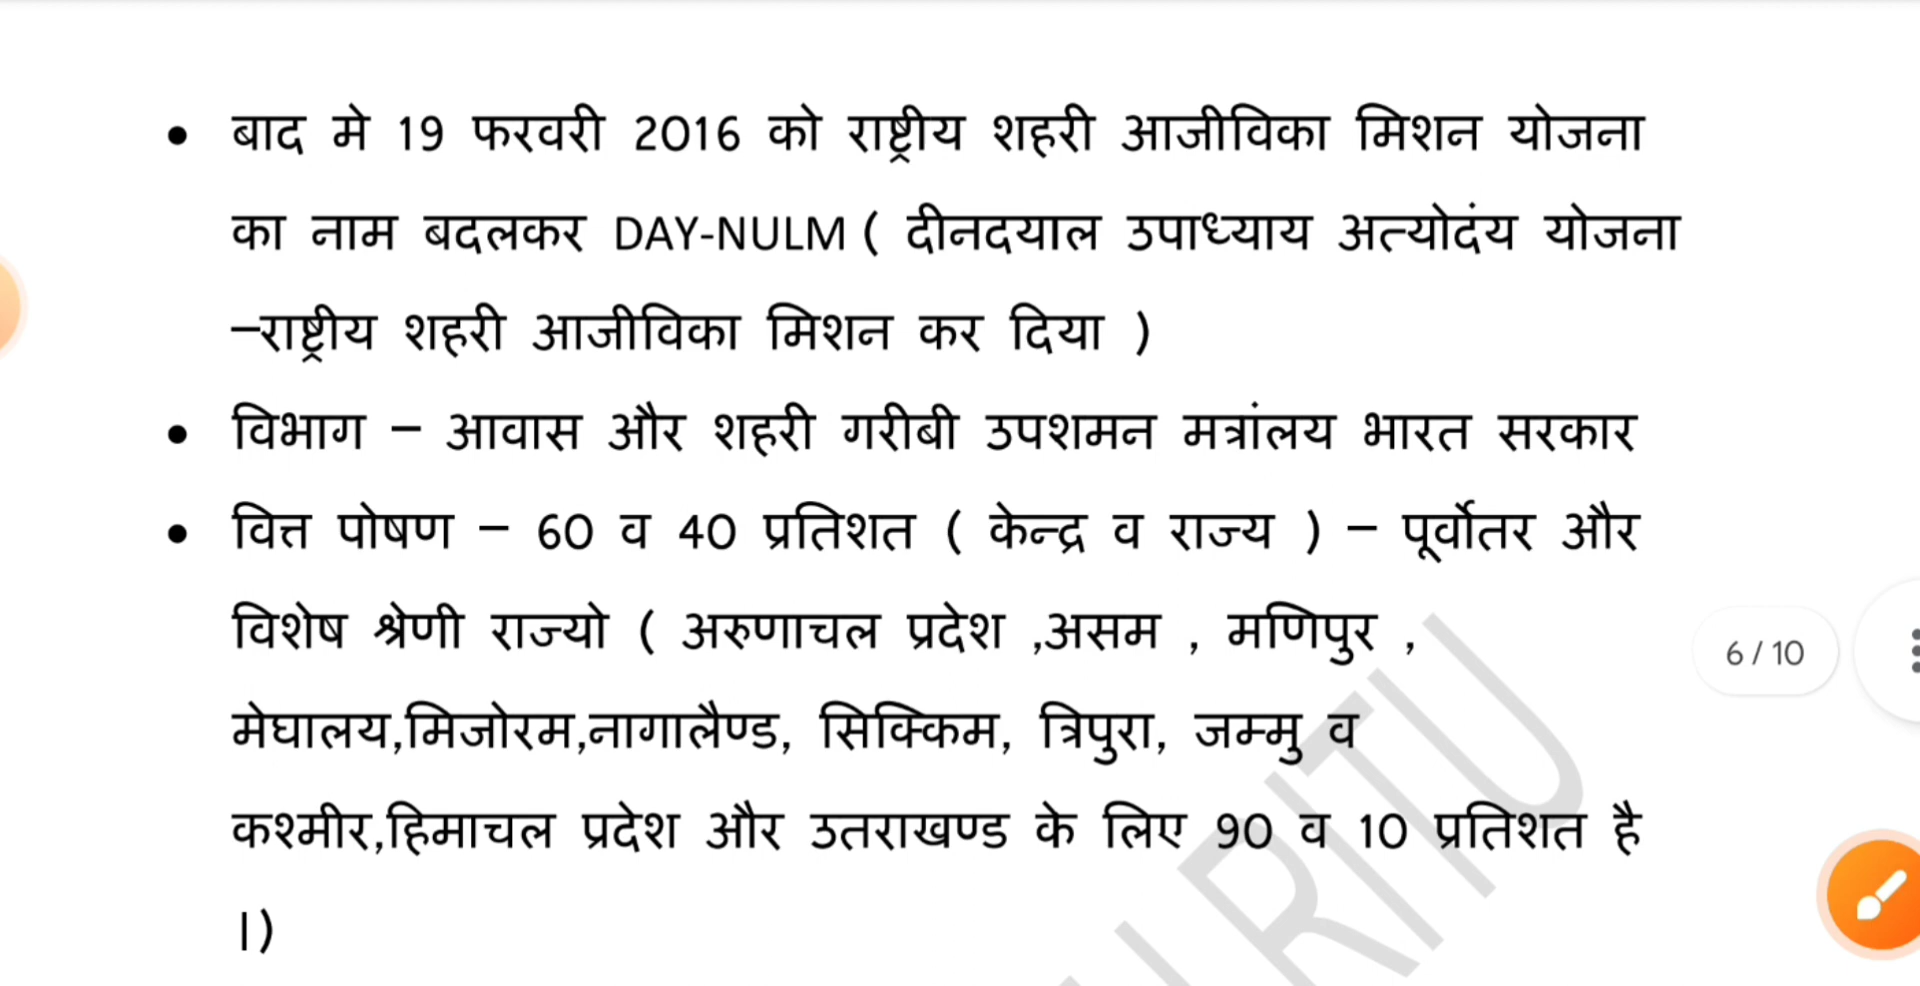 • बाद मे 19 फरवरी 2016 को राष्ट्रीय शहरी आजीविका मिशन योजना
का नाम बदलकर DAY-NULM ( दीनदयाल उपाध्याय अत्योदंय योजना
–राष्ट्रीय शहरी आजीविका मिशन कर दिया )
• विभाग – आवास और शहरी गरीबी उपशमन मत्रांलय भारत सरकार
• वित्त पोषण – 60 व 40 प्रतिशत ( केन्द्र व राज्य ) – पूर्वोतर और
विशेष श्रेणी राज्यो ( अरुणाचल प्रदेश ,असम , मणिपुर ,
मेघालय,मिजोरम,नागालैण्ड, सिक्किम, त्रिपुरा, जम्मु व
कश्मीर,हिमाचल प्रदेश और उतराखण्ड के लिए 90 व 10 प्रतिशत है
।)
6 / 10
RITU